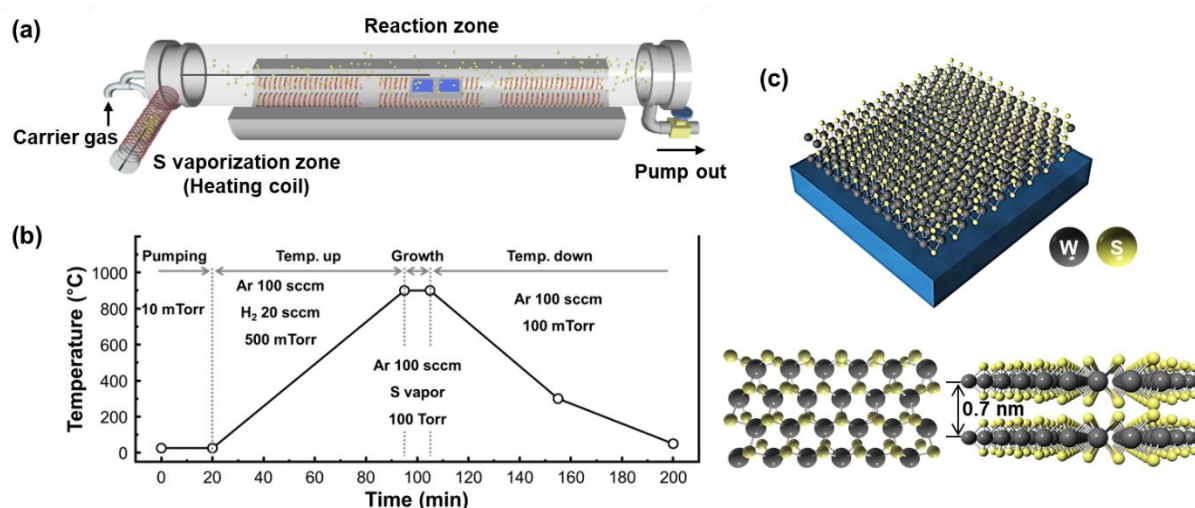 (a)
Reaction zone
Carrier gas
S vaporization zone
(Heating coil)
Pump out
(b)
Pumping
Temp. up
Growth
Temp. down
10 mTorr
Ar 100 sccm
H₂ 20 sccm
500 mTorr
Ar 100 sccm
S vapor
100 Torr
Ar 100 sccm
100 mTorr
Temperature (°C)
1000
800
600
400
200
0
0 20 40 60 80 100 120 140 160 180 200
Time (min)
(c)
W S
0.7 nm